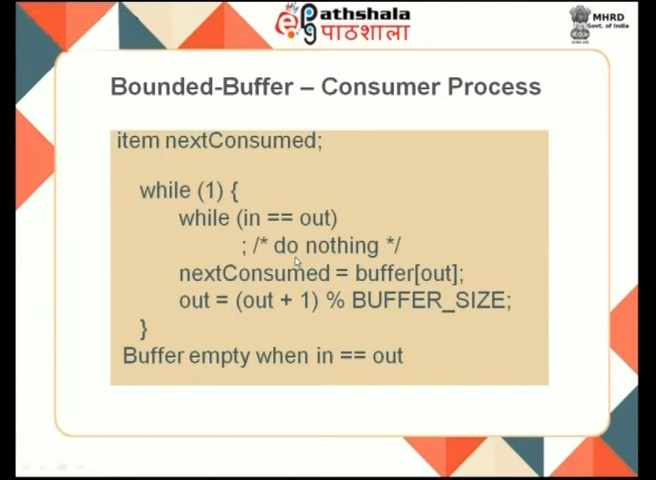 Pathshala
पाठशाला
MHRD
Govt. of India
Bounded-Buffer – Consumer Process
item nextConsumed;
while (1) {
while (in == out)
; /* do nothing */
nextConsumed = buffer[out];
out = (out + 1) % BUFFER_SIZE;
}
Buffer empty when in == out